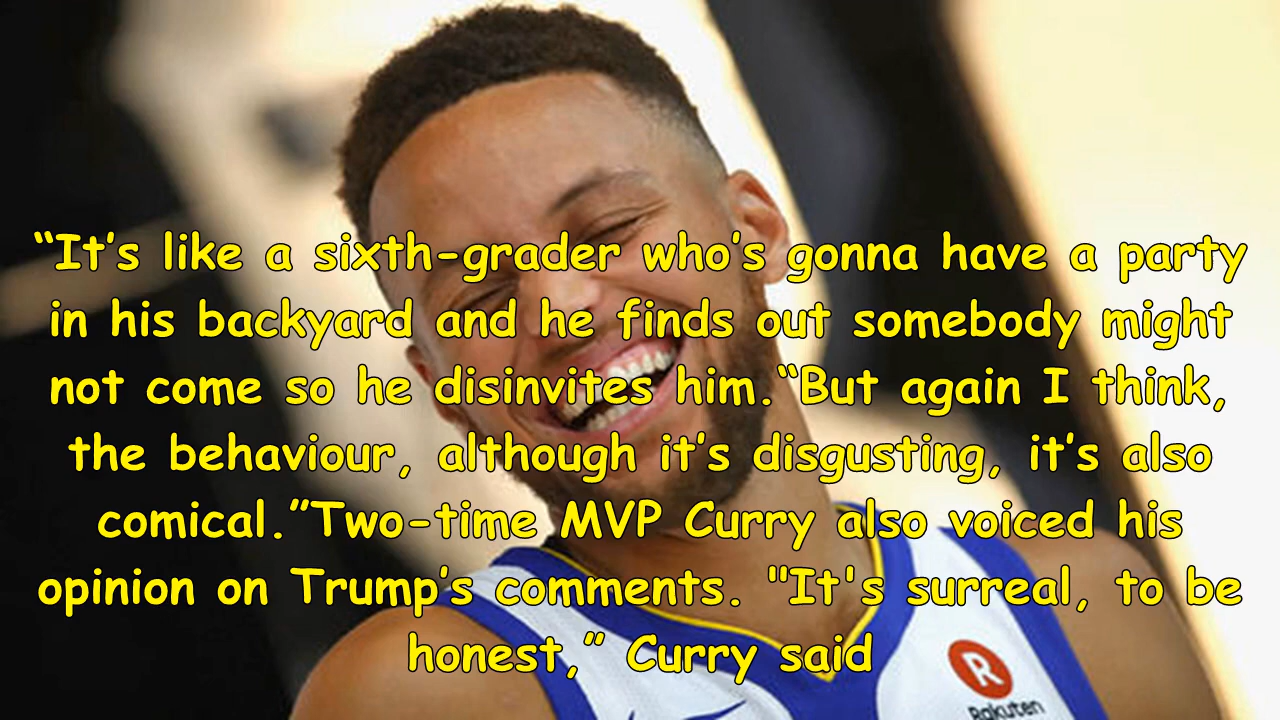 “It’s like a sixth-grader who’s gonna have a party
in his backyard and he finds out somebody might
not come so he disinvites him.“But again I think,
the behaviour, although it’s disgusting, it’s also
comical.”Two-time MVP Curry also voiced his
opinion on Trump’s comments. "It's surreal, to be
honest,” Curry said
R
Rakuten